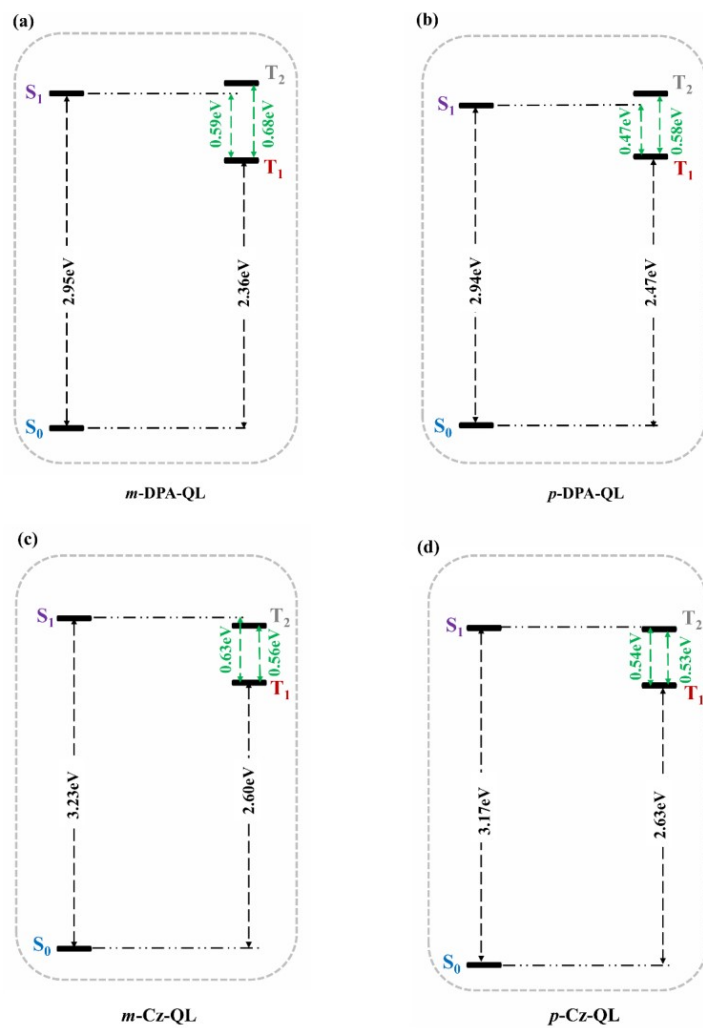 (a)
T2
S1
0.59eV
0.68eV
T1
2.95eV
2.36eV
S0
m-DPA-QL
(b)
T2
S1
0.47eV
0.58eV
T1
2.94eV
2.47eV
S0
p-DPA-QL
(c)
S1
T2
0.63eV
0.56eV
T1
3.23eV
2.60eV
S0
m-Cz-QL
(d)
S1
T2
0.54eV
0.53eV
T1
3.17eV
2.63eV
S0
p-Cz-QL